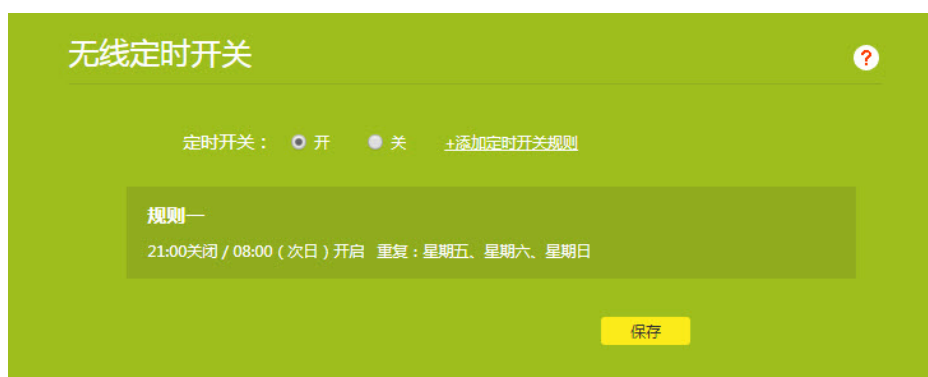 无线定时开关
?
定时开关： 开 关 +添加定时开关规则
规则一
21:00关闭 / 08:00 ( 次日 ) 开启 重复：星期五、星期六、星期日
保存